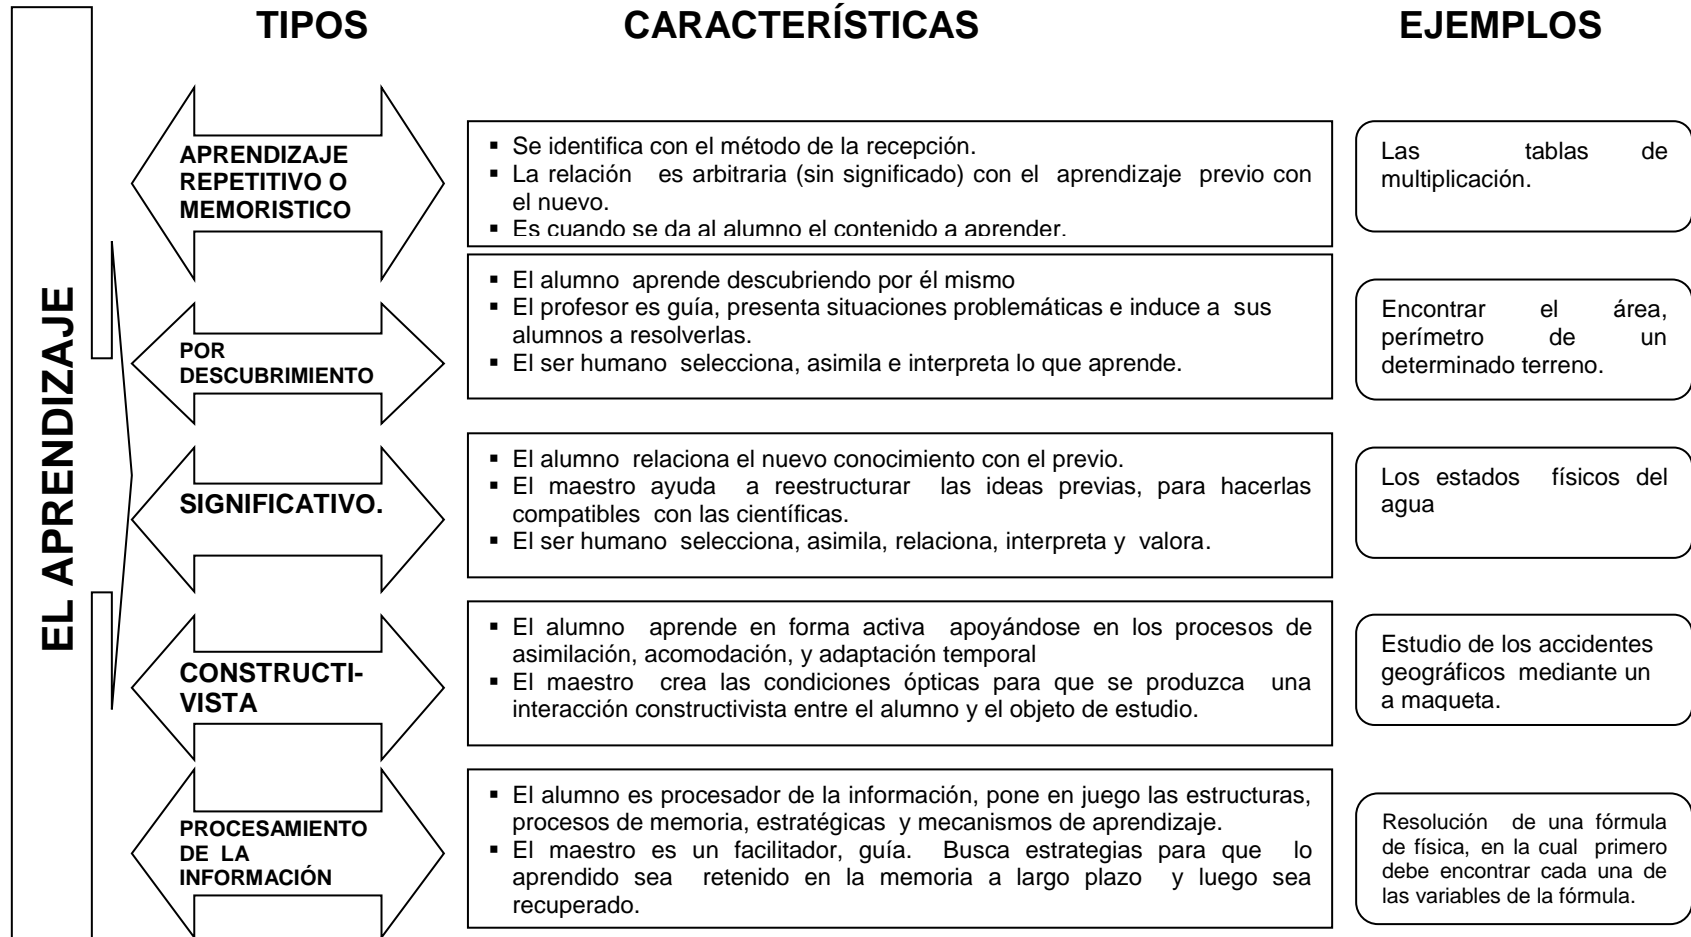 TIPOS CARACTERÍSTICAS EJEMPLOS
EL APRENDIZAJE
APRENDIZAJE
REPETITIVO O
MEMORISTICO
▪ Se identifica con el método de la recepción.
▪ La relación es arbitraria (sin significado) con el aprendizaje previo con
el nuevo.
▪ Es cuando se da al alumno el contenido a aprender.
Las tablas de
multiplicación.
POR
DESCUBRIMIENTO
▪ El alumno aprende descubriendo por él mismo
▪ El profesor es guía, presenta situaciones problemáticas e induce a sus
alumnos a resolverlas.
▪ El ser humano selecciona, asimila e interpreta lo que aprende.
Encontrar el área,
perímetro de un
determinado terreno.
SIGNIFICATIVO.
▪ El alumno relaciona el nuevo conocimiento con el previo.
▪ El maestro ayuda a reestructurar las ideas previas, para hacerlas
compatibles con las científicas.
▪ El ser humano selecciona, asimila, relaciona, interpreta y valora.
Los estados físicos del
agua
CONSTRUCTI-
VISTA
▪ El alumno aprende en forma activa apoyándose en los procesos de
asimilación, acomodación, y adaptación temporal
▪ El maestro crea las condiciones ópticas para que se produzca una
interacción constructivista entre el alumno y el objeto de estudio.
Estudio de los accidentes
geográficos mediante un
a maqueta.
PROCESAMIENTO
DE LA
INFORMACIÓN
▪ El alumno es procesador de la información, pone en juego las estructuras,
procesos de memoria, estratégicas y mecanismos de aprendizaje.
▪ El maestro es un facilitador, guía. Busca estrategias para que lo
aprendido sea retenido en la memoria a largo plazo y luego sea
recuperado.
Resolución de una fórmula
de física, en la cual primero
debe encontrar cada una de
las variables de la fórmula.